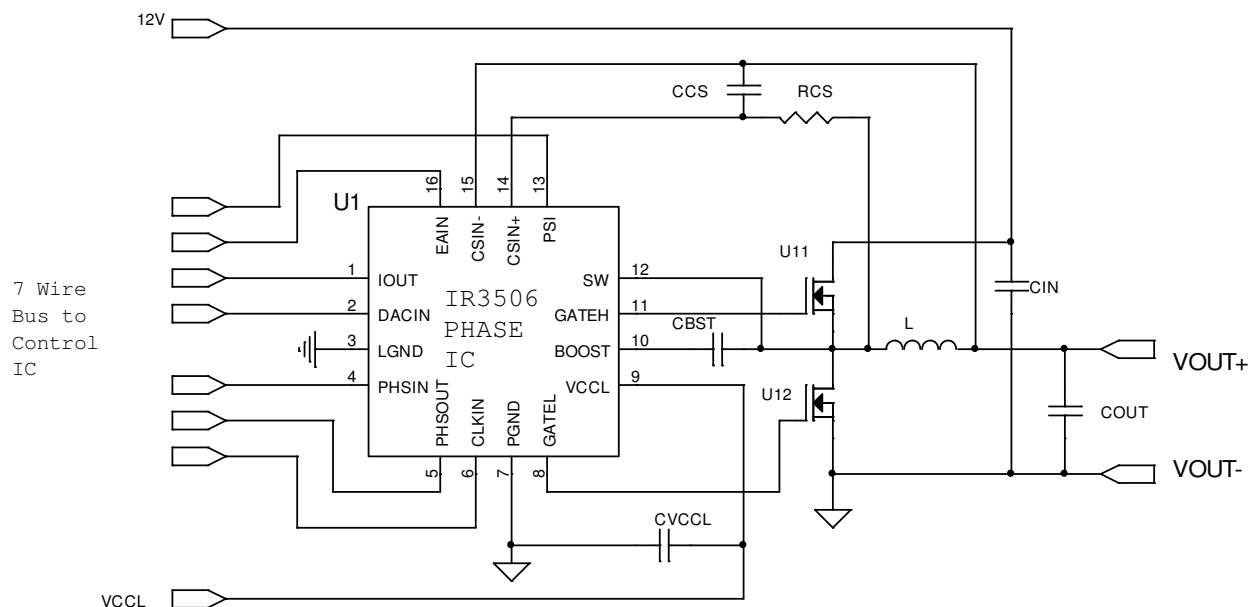 12V
CCS
RCS
16
15
14
13
U1
EAIN
CSIN-
CSIN+
PSI
U11
7 Wire
Bus to
Control
IC
1
IOUT
2
DACIN
3
LGND
4
PHSIN
IR3506
PHASE
IC
SW
12
GATEH
11
BOOST
10
VCCL
9
CBST
L
CIN
VOUT+
U12
COUT
VOUT-
PHSOUT
CLKIN
PGND
GATEL
5
6
7
8
CVCCL
VCCL